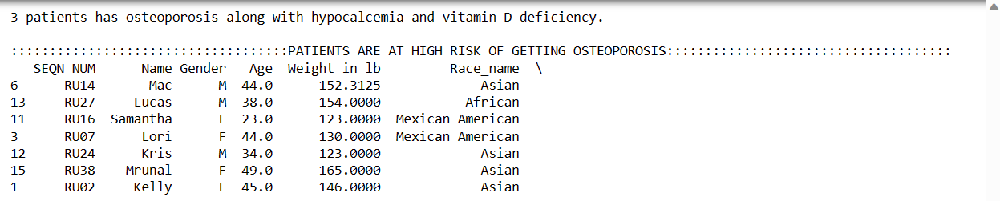 3 patients has osteoporosis along with hypocalcemia and vitamin D deficiency.
::::::::::::::::::::::::::::::::::::PATIENTS ARE AT HIGH RISK OF GETTING OSTEOPOROSIS:::::::::::::::::::::::::::::::::::::
SEQN NUM Name Gender Age Weight in lb Race_name \
6 RU14 Mac M 44.0 152.3125 Asian
13 RU27 Lucas M 38.0 154.0000 African
11 RU16 Samantha F 23.0 123.0000 Mexican American
3 RU07 Lori F 44.0 130.0000 Mexican American
12 RU24 Kris M 34.0 123.0000 Asian
15 RU38 Mrunal F 49.0 165.0000 Asian
1 RU02 Kelly F 45.0 146.0000 Asian